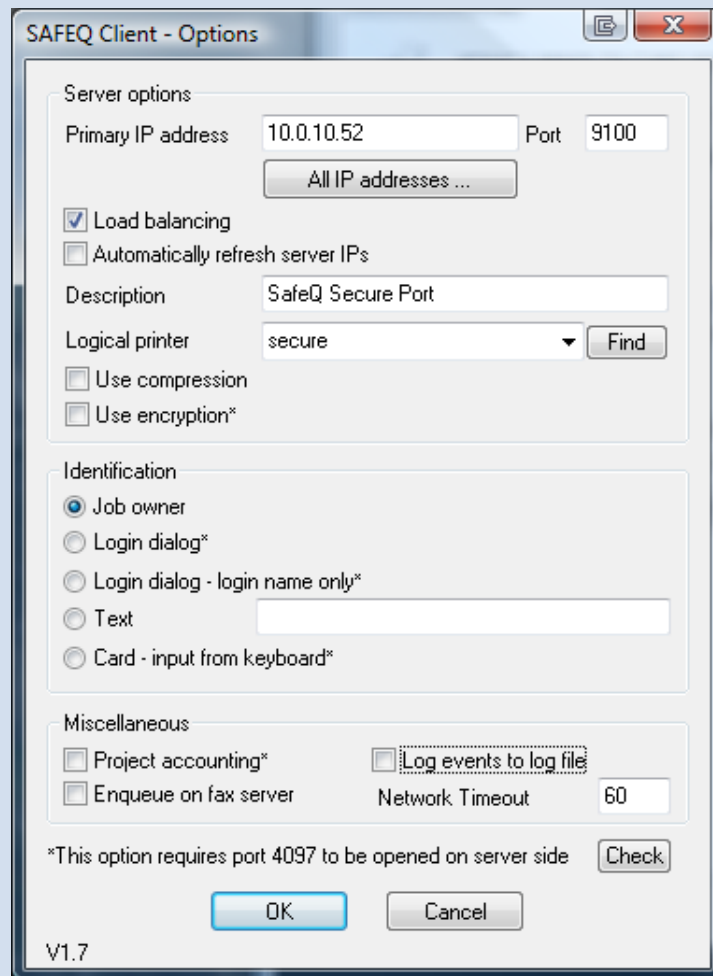 SAFEQ Client - Options
Server options
Primary IP address 10.0.10.52 Port 9100
All IP addresses ...
Load balancing
Automatically refresh server IPs
Description SafeQ Secure Port
Logical printer secure Find
Use compression
Use encryption*
Identification
Job owner
Login dialog*
Login dialog - login name only*
Text
Card - input from keyboard*
Miscellaneous
Project accounting* Log events to log file
Enqueue on fax server Network Timeout 60
*This option requires port 4097 to be opened on server side Check
OK Cancel
V1.7